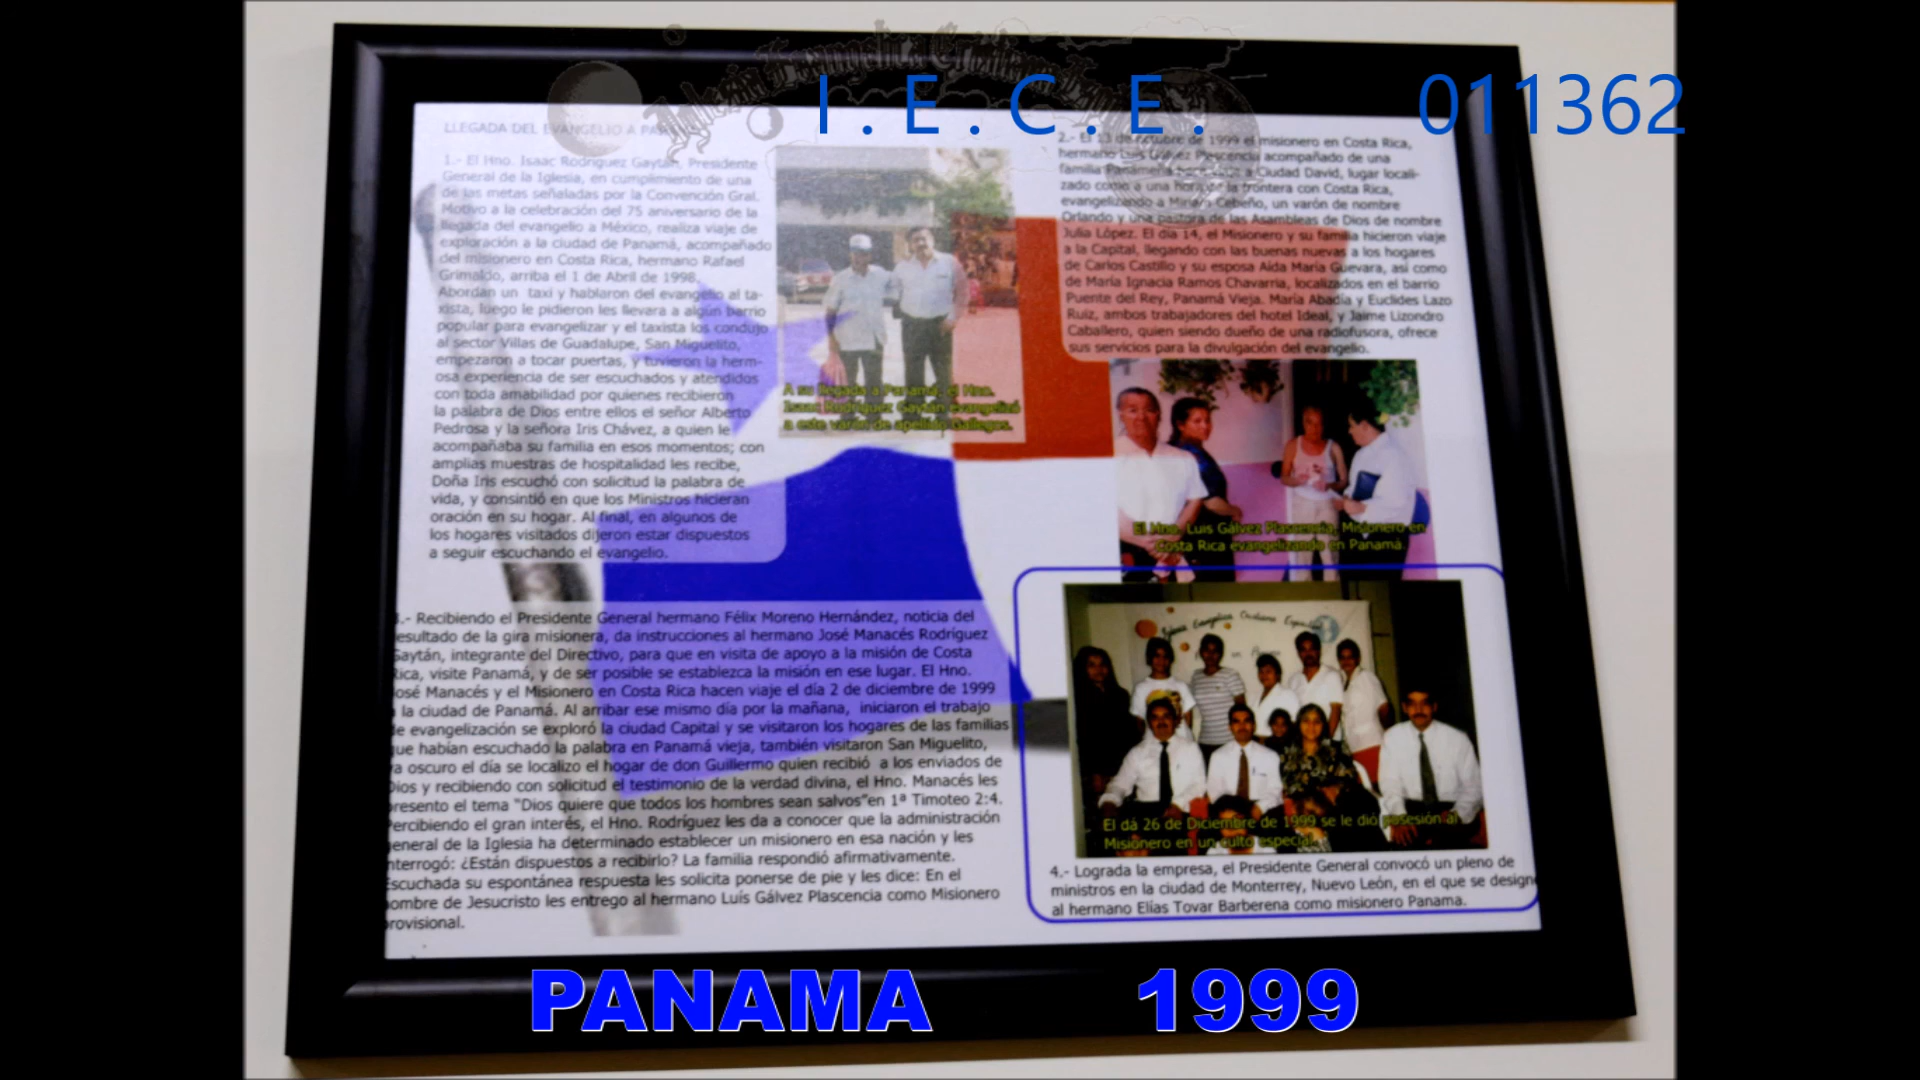 Iglesia Evangelica Cristiana
I.E.C.E. 011362
LLEGADA DEL EVANGELIO A
1.- El Hno. Isaac Rodríguez Gaytán, Presidente
General de la Iglesia, en cumplimiento de una
de las metas señaladas por la Convención Gral.
Motivo a la celebración del 75 aniversario de la
llegada del evangelio a México, realiza viaje de
exploración a la ciudad de Panamá, acompañado
del misionero en Costa Rica, hermano Rafael
Grimaldo, arriba el 1 de Abril de 1998.
Abordan un taxi y hablaron del evangelio al ta-
xista, luego le pidieron les llevara a algún barrio
popular para evangelizar y el taxista los condujo
al sector Villas de Guadalupe, San Miguelito,
empezaron a tocar puertas, y tuvieron la herm-
osa experiencia de ser escuchados y atendidos
con toda amabilidad por quienes recibieron
la palabra de Dios entre ellos el señor Alberto
Pedrosa y la señora Iris Chávez, a quien le
acompañaba su familia en esos momentos; con
amplias muestras de hospitalidad les recibe,
Doña Iris escuchó con solicitud la palabra de
vida, y consintió en que los Ministros hicieran
oración en su hogar. Al final, en algunos de
los hogares visitados dijeron estar dispuestos
a seguir escuchando el evangelio.
A su llegada a Panamá, el Hno.
Isaac Rodríguez Gaytán evangelizó
a este varón de apellido Gallegos.
2.- El 13 de octubre de 1999 el misionero en Costa Rica,
hermano Luis Gálvez Plascencia acompañado de una
familia Panameña a Ciudad David, lugar locali-
zado como a una hora de la frontera con Costa Rica,
evangelizando a Miriam Cebeño, un varón de nombre
Orlando y una pastora de las Asambleas de Dios de nombre
Julia López. El día 14, el Misionero y su familia hicieron viaje
a la Capital, llegando con las buenas nuevas a los hogares
de Carlos Castillo y su esposa Aida María Guevara, así como
de María Ignacia Ramos Chavarria, localizados en el barrio
Puente del Rey, Panamá Vieja. María Abadía y Euclides Lazo
Ruiz, ambos trabajadores del hotel Ideal, y Jaime Lizondro
Caballero, quien siendo dueño de una radiofusora, ofrece
sus servicios para la divulgación del evangelio.
El Hno. Luis Gálvez Plascencia, Misionero en
Costa Rica evangelizando en Panamá.
.- Recibiendo el Presidente General hermano Félix Moreno Hernández, noticia del
esultado de la gira misionera, da instrucciones al hermano José Manacés Rodríguez
Gaytán, integrante del Directivo, para que en visita de apoyo a la misión de Costa
Rica, visite Panamá, y de ser posible se establezca la misión en ese lugar. El Hno.
José Manacés y el Misionero en Costa Rica hacen viaje el día 2 de diciembre de 1999
la ciudad de Panamá. Al arribar ese mismo día por la mañana, iniciaron el trabajo
de evangelización se exploró la ciudad Capital y se visitaron los hogares de las familias
que habían escuchado la palabra en Panamá vieja, también visitaron San Miguelito,
ya oscuro el día se localizo el hogar de don Guillermo quien recibió a los enviados de
Dios y recibiendo con solicitud el testimonio de la verdad divina, el Hno. Manacés les
presento el tema "Dios quiere que todos los hombres sean salvos"en 1ª Timoteo 2:4.
Percibiendo el gran interés, el Hno. Rodríguez les da a conocer que la administración
general de la Iglesia ha determinado establecer un misionero en esa nación y les
nterrogó: ¿Están dispuestos a recibirlo? La familia respondió afirmativamente.
Escuchada su espontánea respuesta les solicita ponerse de pie y les dice: En el
nombre de Jesucristo les entrego al hermano Luís Gálvez Plascencia como Misionero
provisional.
Iglesia Evangelica Cristiana Espiritual
en Panama
El dá 26 de Diciembre de 1999 se le dió posesión al
Misionero en un culto especial.
4.- Lograda la empresa, el Presidente General convocó un pleno de
ministros en la ciudad de Monterrey, Nuevo León, en el que se design
al hermano Elías Tovar Barberena como misionero Panama.
PANAMA 1999